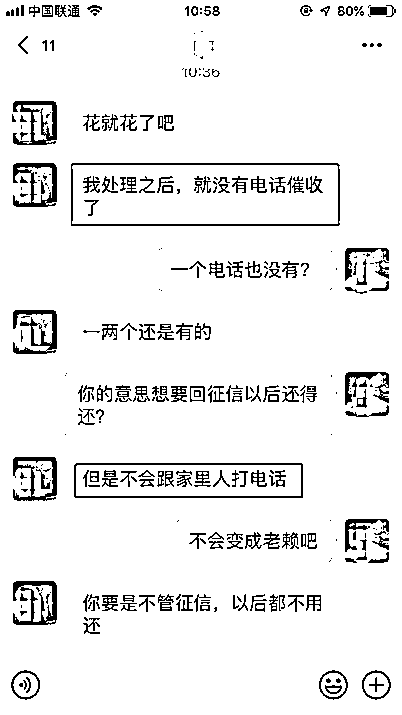 中国联通
10:58
80%
11
10:36
花就花了吧
我处理之后，就没有电话催收
了
一个电话也没有？
一两个还是有的
你的意思想要回征信以后还得
还？
但是不会跟家里人打电话
不会变成老赖吧
你要是不管征信，以后都不用
还